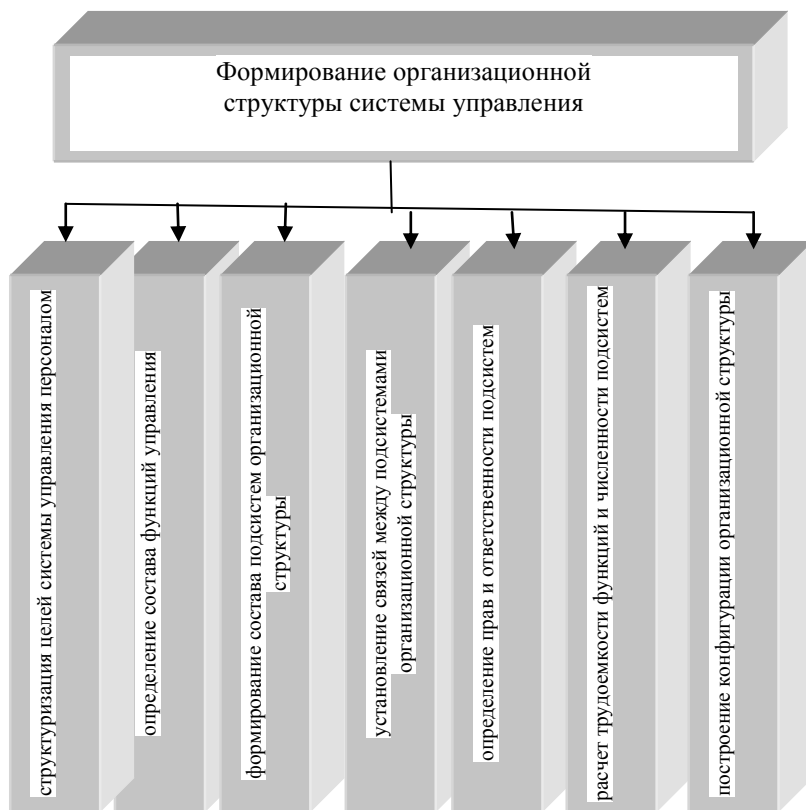 Формирование организационной
структуры системы управления
структуризация целей системы управления персоналом
определение состава функций управления
формирование состава подсистем организационной
структуры
установление связей между подсистемами
организационной структуры
определение прав и ответственности подсистем
расчет трудоемкости функций и численности подсистем
построение конфигурации организационной структуры